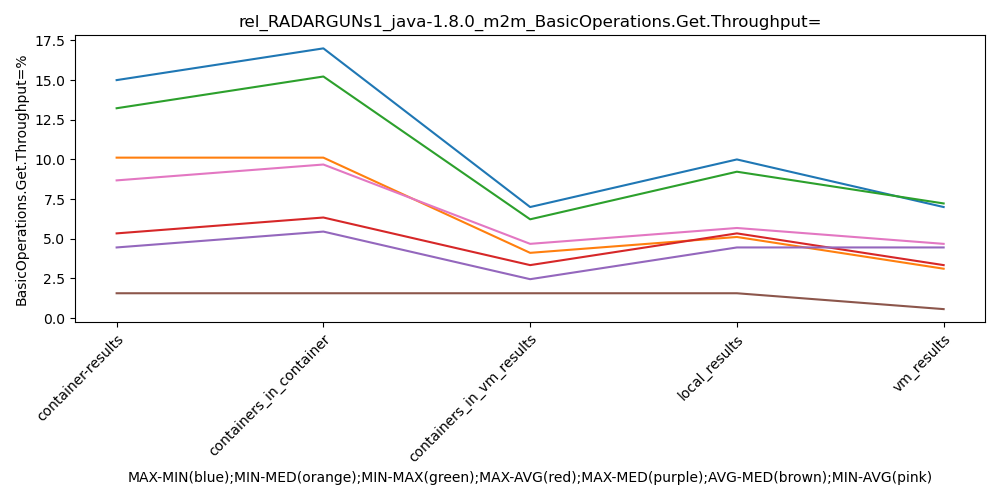 rel_RADARGUNs1_java-1.8.0_m2m_BasicOperations.Get.Throughput=
BasicOperations.Get.Throughput=%
17.5
15.0
12.5
10.0
7.5
5.0
2.5
0.0
container-results
containers_in_container
containers_in_vm_results
local_results
vm_results
MAX-MIN(blue);MIN-MED(orange);MIN-MAX(green);MAX-AVG(red);MAX-MED(purple);AVG-MED(brown);MIN-AVG(pink)